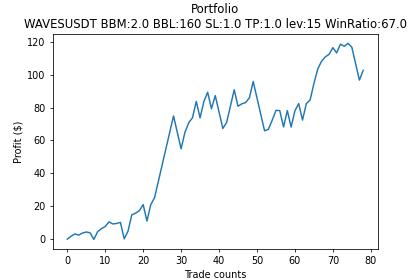 Portfolio
WAVESUSDT BBM:2.0 BBL:160 SL:1.0 TP:1.0 lev:15 WinRatio:67.0
120
100
80
60
40
20
0
Profit ($)
0 10 20 30 40 50 60 70 80
Trade counts